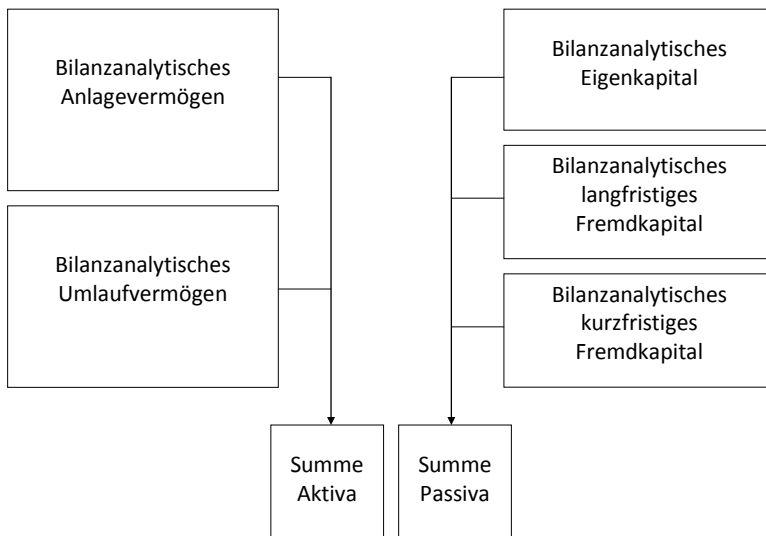 Bilanzanalytisches
Anlagevermögen
Bilanzanalytisches
Umlaufvermögen
Bilanzanalytisches
Eigenkapital
Bilanzanalytisches
langfristiges
Fremdkapital
Bilanzanalytisches
kurzfristiges
Fremdkapital
Summe
Aktiva
Summe
Passiva